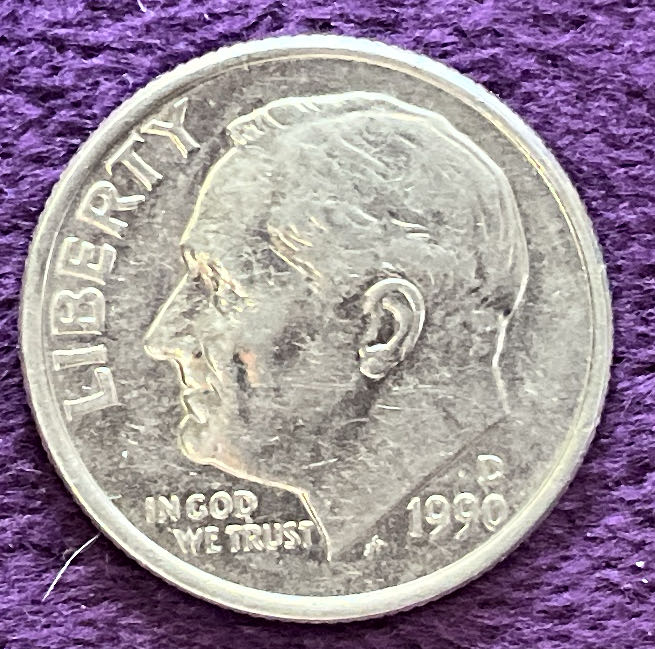 LIBERTY
IN GOD
WE TRUST
D
1990